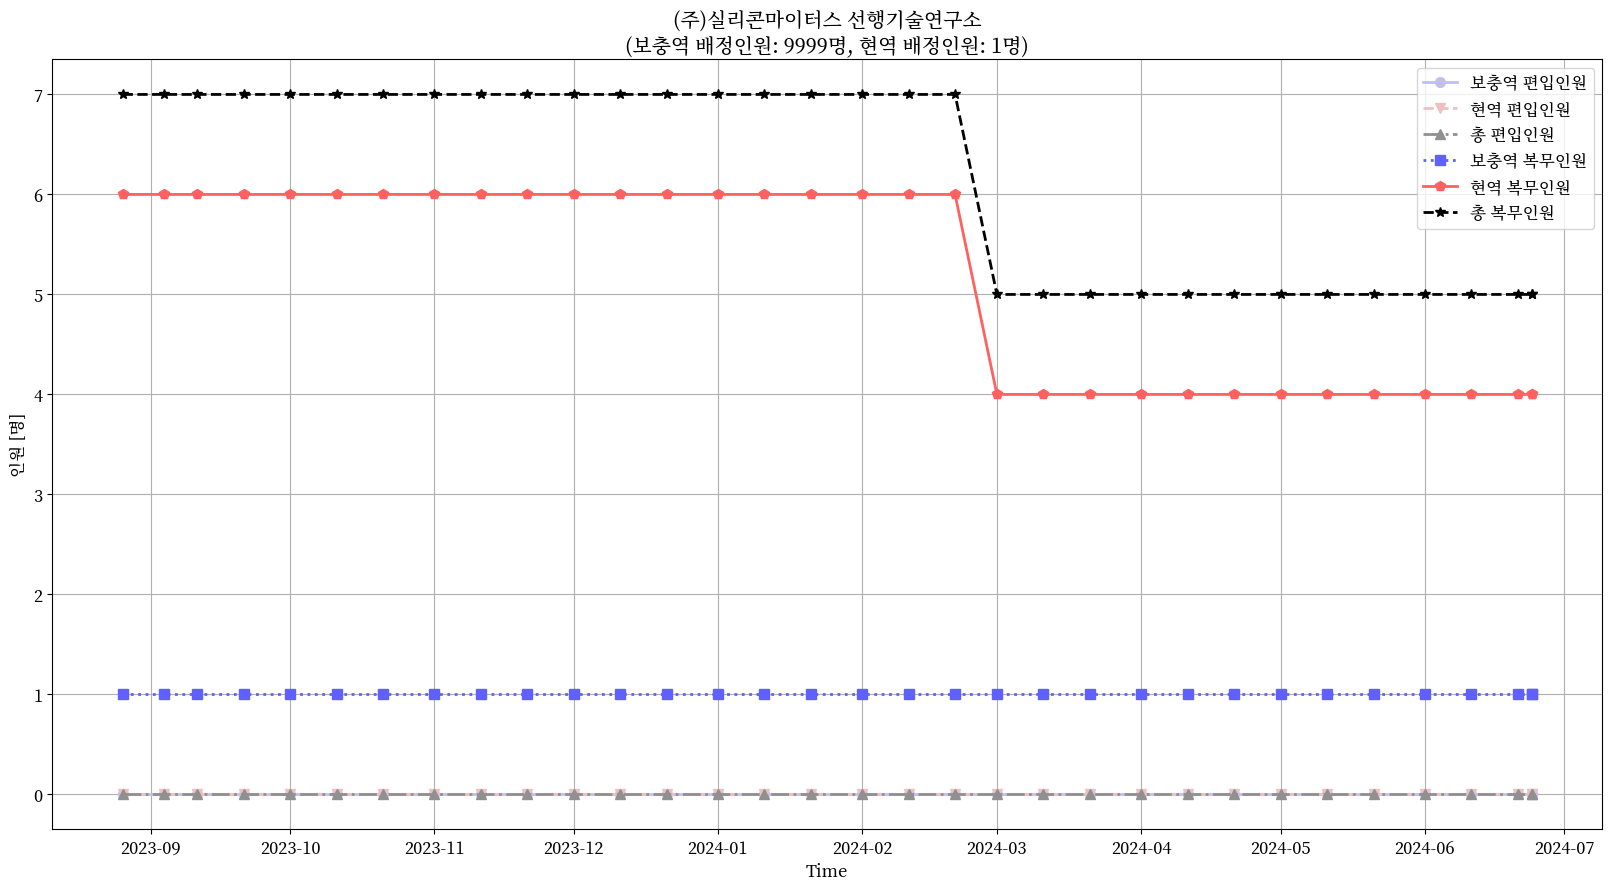 (주)실리콘마이터스 선행기술연구소
(보충역 배정인원: 9999명, 현역 배정인원: 1명)
보충역 편입인원
현역 편입인원
총 편입인원
보충역 복무인원
현역 복무인원
총 복무인원
7
6
5
4
3
2
1
0
인원 [명]
2023-09 2023-10 2023-11 2023-12 2024-01 2024-02 2024-03 2024-04 2024-05 2024-06 2024-07
Time